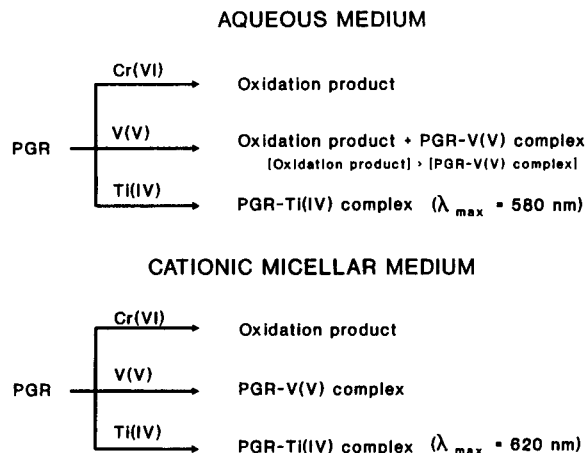 AQUEOUS MEDIUM
Cr(VI)
Oxidation product
V(V)
PGR
Oxidation product + PGR-V(V) complex
[Oxidation product] > [PGR-V(V) complex]
Ti(IV)
PGR-Ti(IV) complex (λ max = 580 nm)
CATIONIC MICELLAR MEDIUM
Cr(VI)
Oxidation product
V(V)
PGR
PGR-V(V) complex
Ti(IV)
PGR-Ti(IV) complex (λ max = 620 nm)